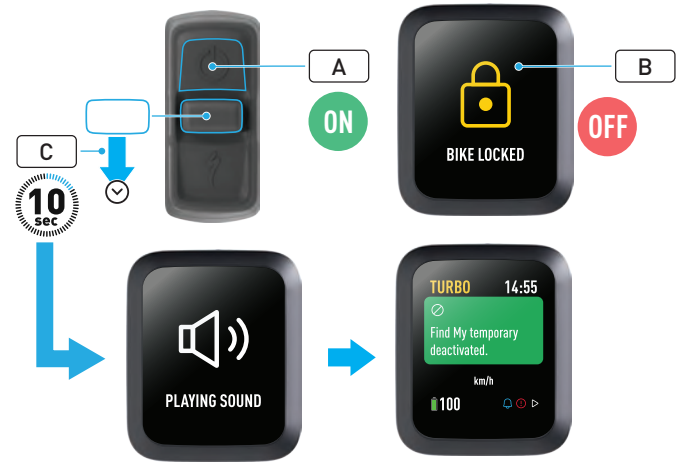 A
ON
B
BIKE LOCKED
OFF
C
10
sec
PLAYING SOUND
TURBO 14:55
Find My temporary
deactivated.
km/h
100